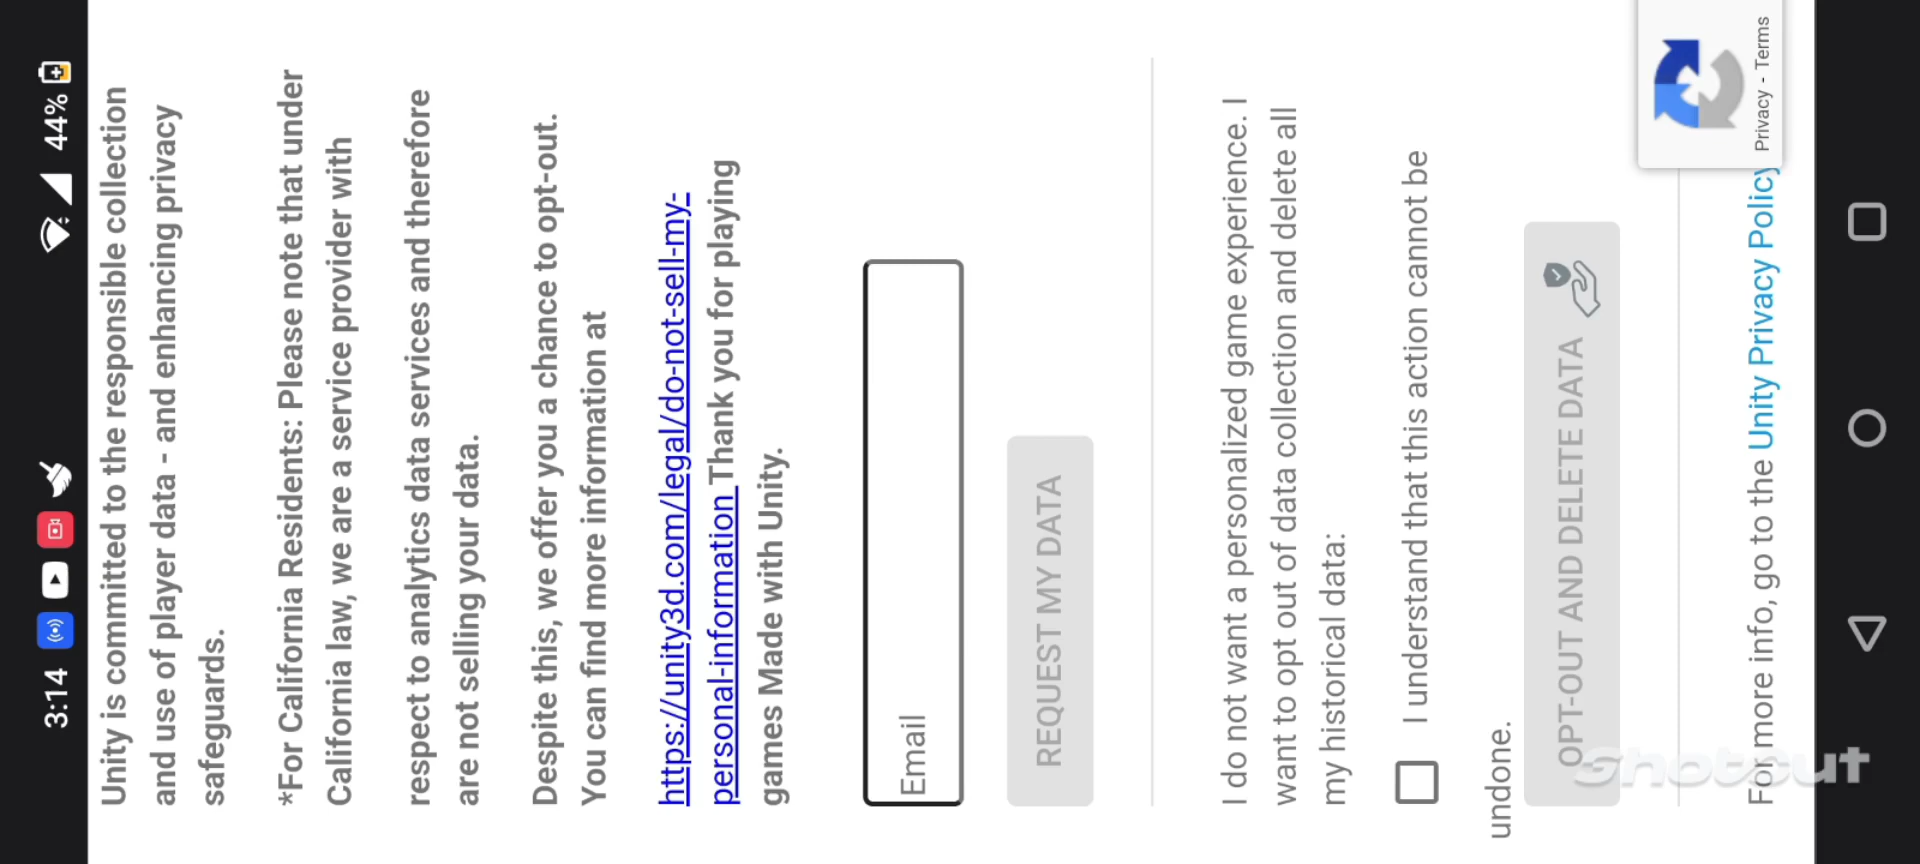 3:14 44%
Unity is committed to the responsible collection
and use of player data - and enhancing privacy
safeguards.
*For California Residents: Please note that under
California law, we are a service provider with
respect to analytics data services and therefore
are not selling your data.
Despite this, we offer you a chance to opt-out.
You can find more information at
https://unity3d.com/legal/do-not-sell-my-
personal-information Thank you for playing
games Made with Unity.
Email
REQUEST MY DATA
I do not want a personalized game experience. I
want to opt out of data collection and delete all
my historical data:
I understand that this action cannot be
undone.
OPT-OUT AND DELETE DATA
For more info, go to the Unity Privacy Policy
Privacy - Terms
Shotcut